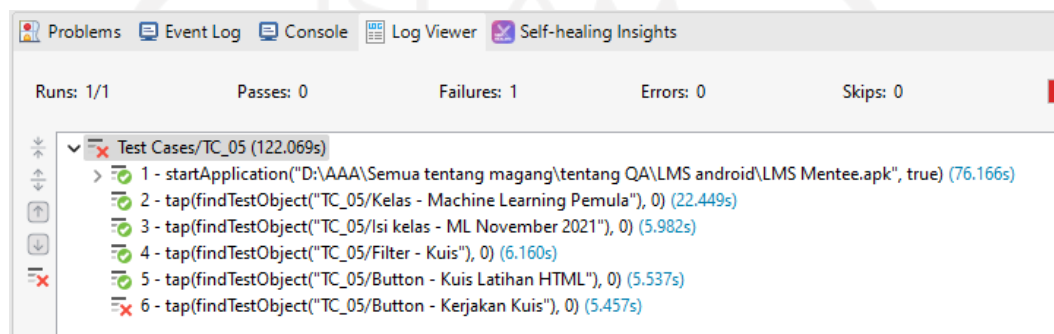 Problems Event Log Console Log Viewer Self-healing Insights
Runs: 1/1 Passes: 0 Failures: 1 Errors: 0 Skips: 0
Test Cases/TC_05 (122.069s)
1 - startApplication("D:\AAA\Semua tentang magang\tentang QA\LMS android\LMS Mentee.apk", true) (76.166s)
2 - tap(findTestObject("TC_05/Kelas - Machine Learning Pemula"), 0) (22.449s)
3 - tap(findTestObject("TC_05/Isi kelas - ML November 2021"), 0) (5.982s)
4 - tap(findTestObject("TC_05/Filter - Kuis"), 0) (6.160s)
5 - tap(findTestObject("TC_05/Button - Kuis Latihan HTML"), 0) (5.537s)
6 - tap(findTestObject("TC_05/Button - Kerjakan Kuis"), 0) (5.457s)